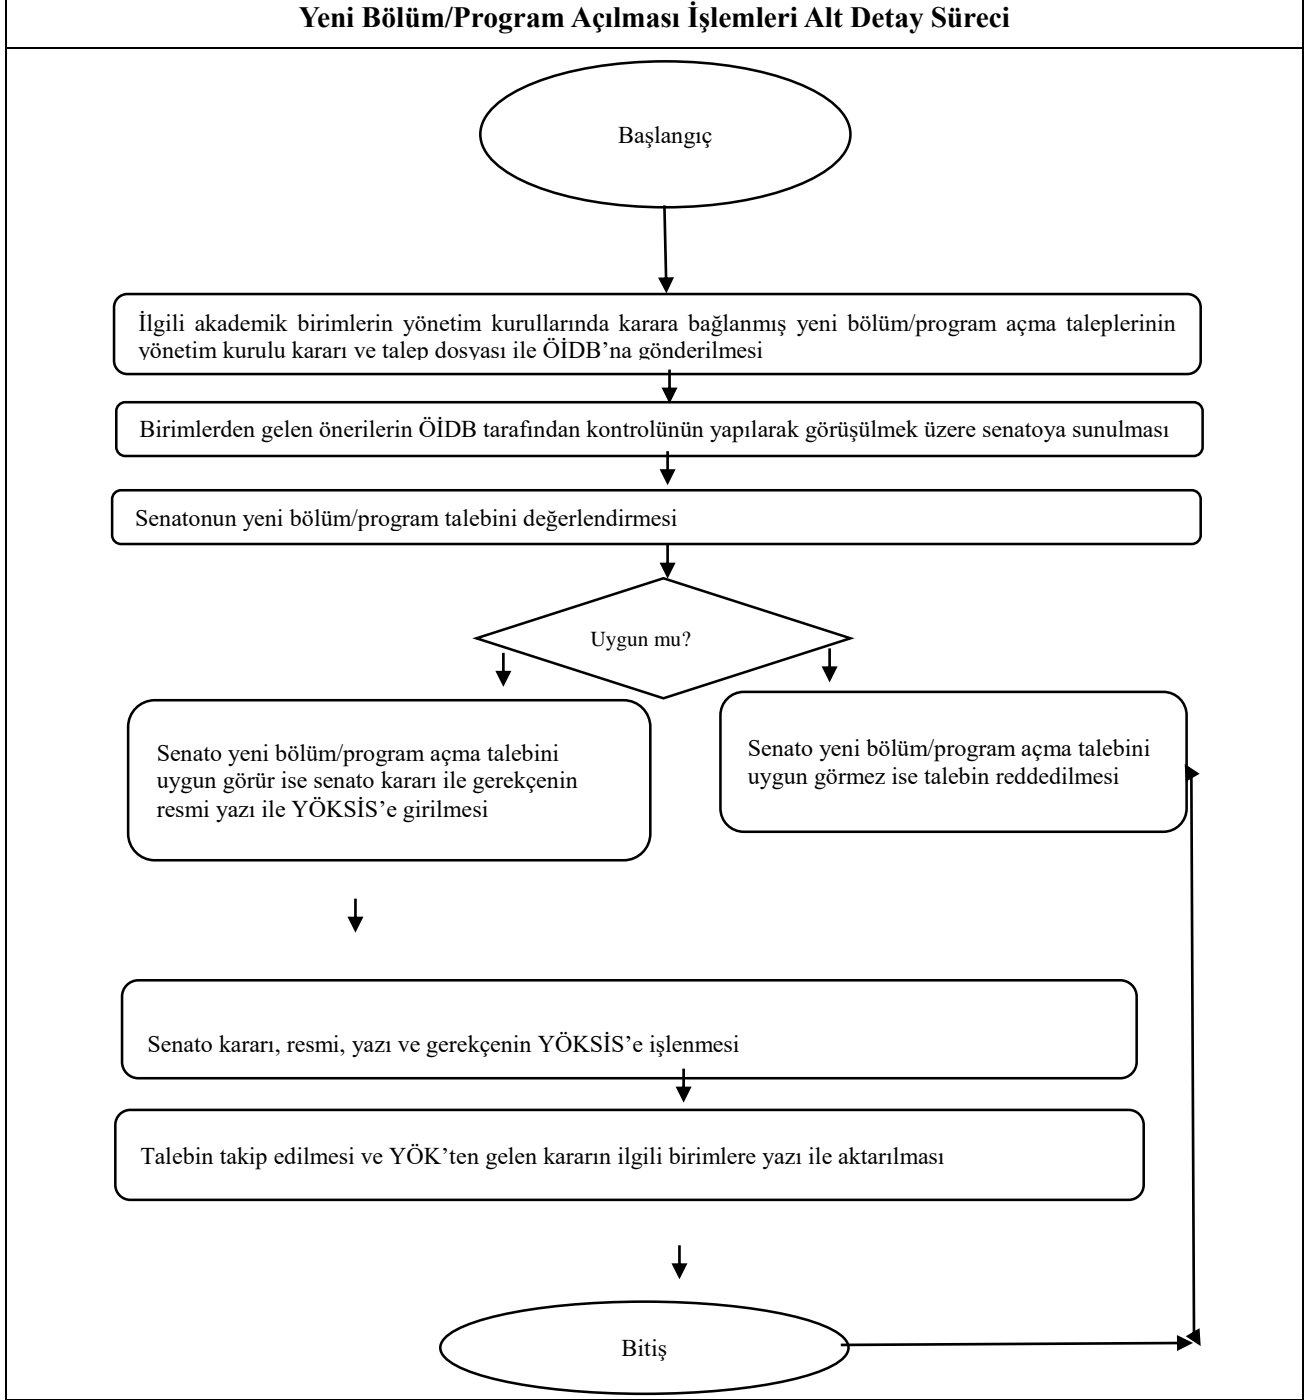 Yeni Bölüm/Program Açılması İşlemleri Alt Detay Süreci
Başlangıç
İlgili akademik birimlerin yönetim kurullarında karara bağlanmış yeni bölüm/program açma taleplerinin
yönetim kurulu kararı ve talep dosyası ile ÖİDB’na gönderilmesi
Birimlerden gelen önerilerin ÖİDB tarafından kontrolünün yapılarak görüşülmek üzere senatoya sunulması
Senatonun yeni bölüm/program talebini değerlendirmesi
Uygun mu?
Senato yeni bölüm/program açma talebini
uygun görür ise senato kararı ile gerekçenin
resmi yazı ile YÖKSİS’e girilmesi
Senato yeni bölüm/program açma talebini
uygun görmez ise talebin reddedilmesi
Senato kararı, resmi, yazı ve gerekçenin YÖKSİS’e işlenmesi
Talebin takip edilmesi ve YÖK’ten gelen kararın ilgili birimlere yazı ile aktarılması
Bitiş